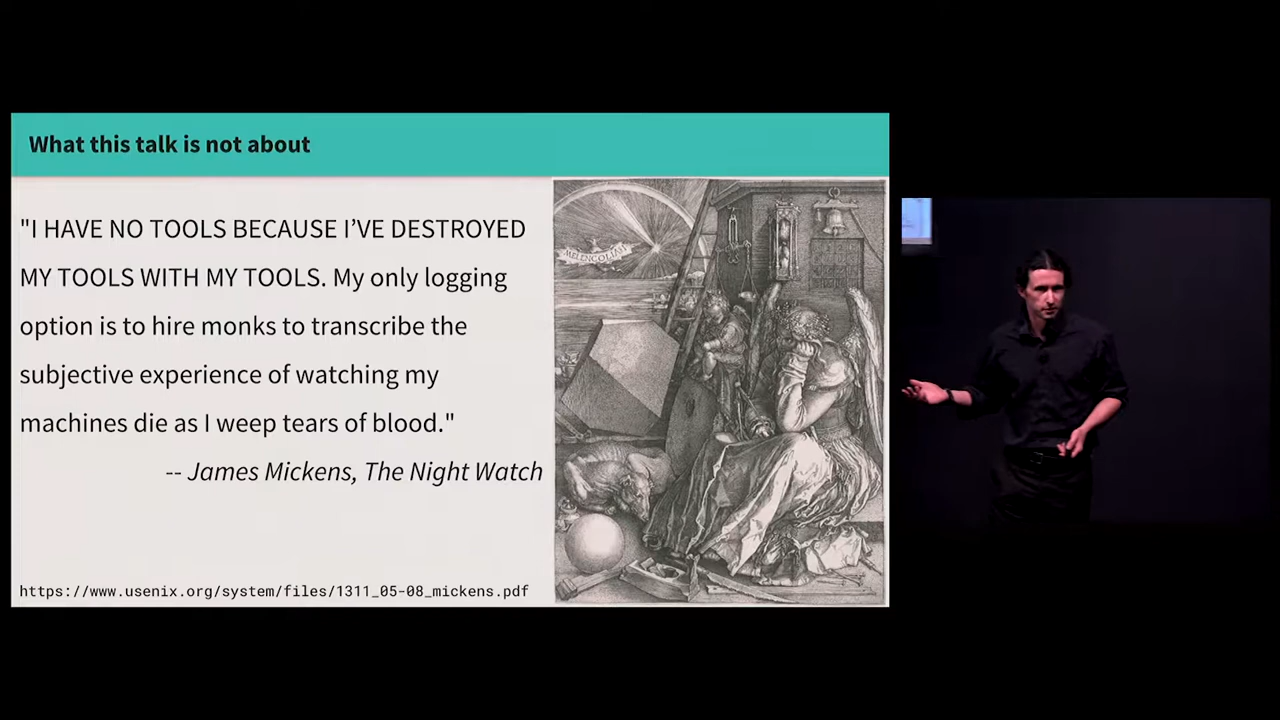 What this talk is not about
"I HAVE NO TOOLS BECAUSE I’VE DESTROYED
MY TOOLS WITH MY TOOLS. My only logging
option is to hire monks to transcribe the
subjective experience of watching my
machines die as I weep tears of blood."
-- James Mickens, The Night Watch
https://www.usenix.org/system/files/1311_05-08_mickens.pdf